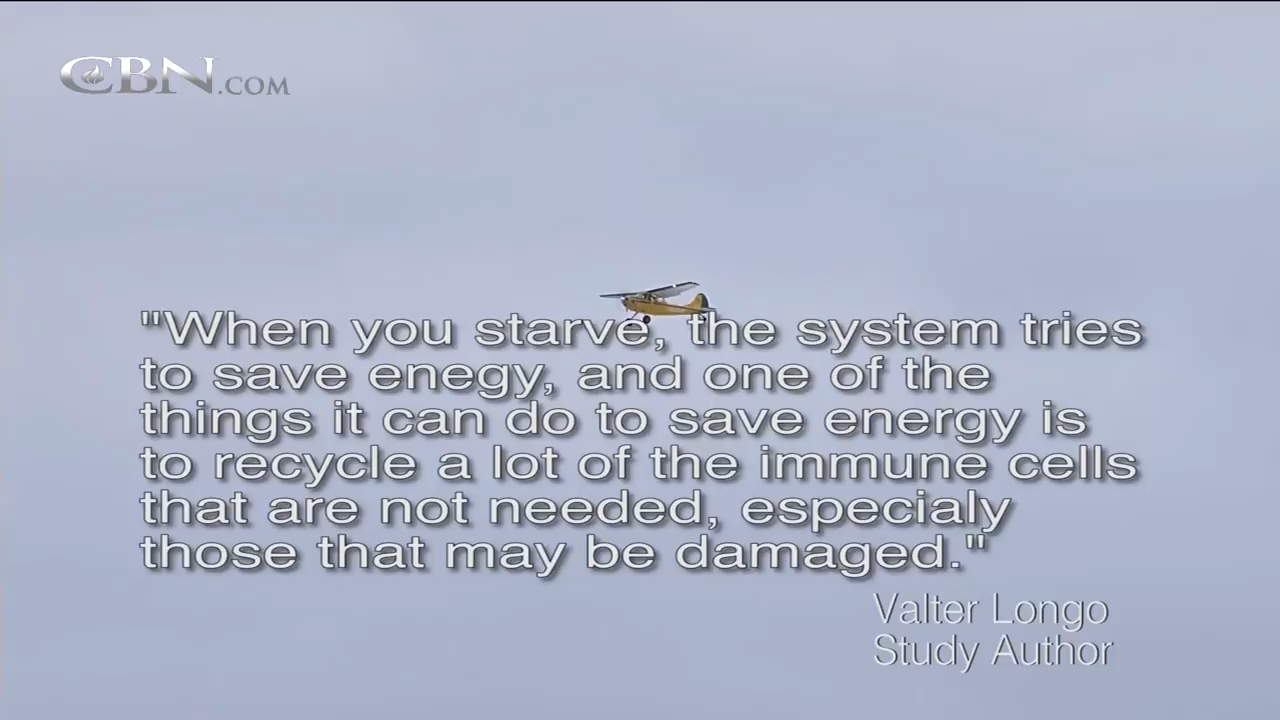 CBN.COM
"When you starve, the system tries
to save enegy, and one of the
things it can do to save energy is
to recycle a lot of the immune cells
that are not needed, especialy
those that may be damaged."
Valter Longo
Study Author